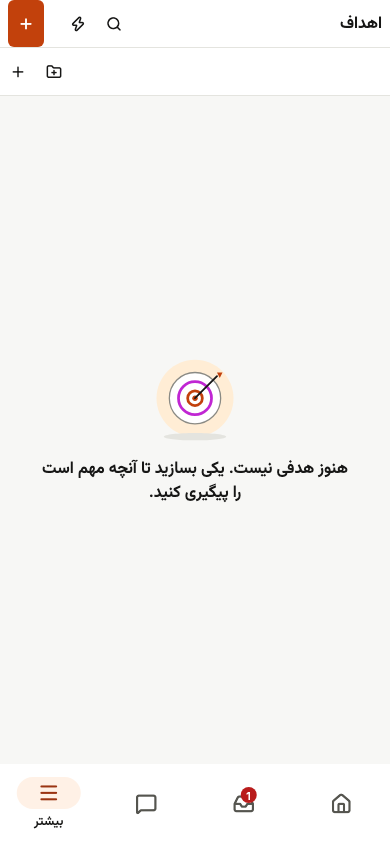 اهداف
هنوز هدفی نیست. یکی بسازید تا آنچه مهم است
را پیگیری کنید.
1
بیشتر